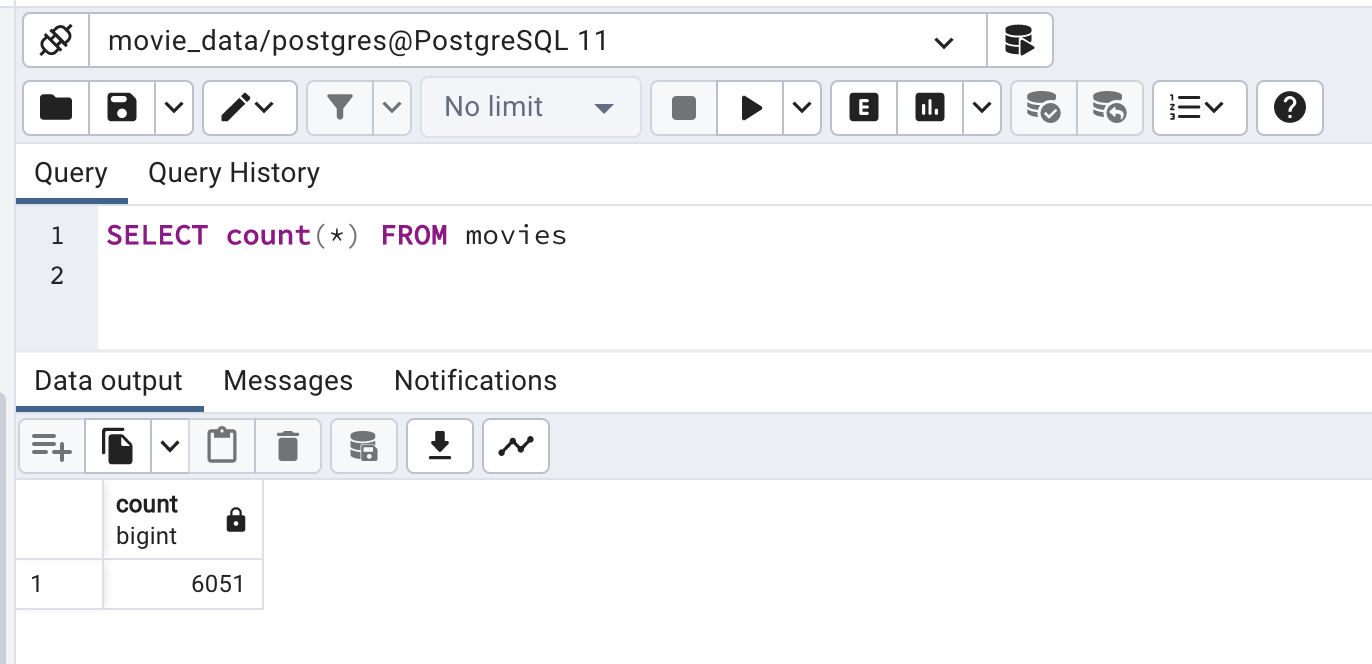 movie_data/postgres@PostgreSQL 11
No limit
E
Query Query History
1 SELECT count(*) FROM movies
2
Data output Messages Notifications
count
bigint
1 6051